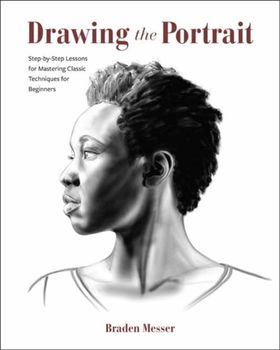 Drawing the Portrait
Step-by-Step Lessons
for Mastering Classic
Techniques for
Beginners
Braden Messer